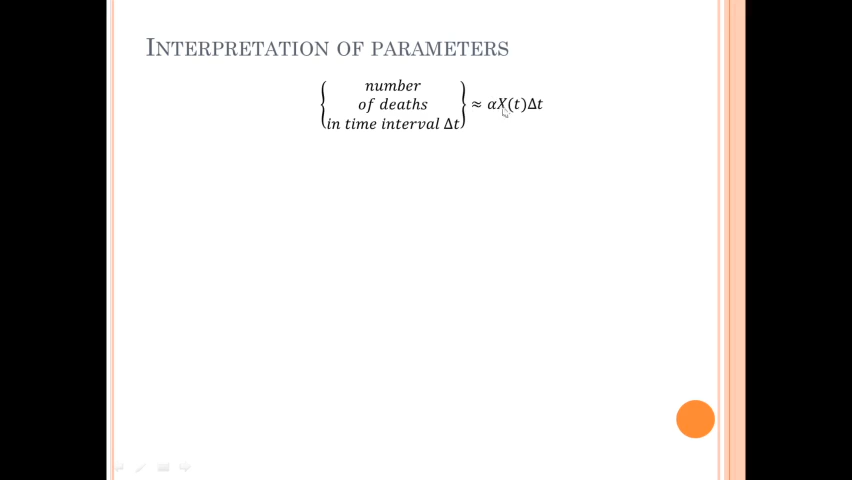 INTERPRETATION OF PARAMETERS
number
of deaths
in time interval Δt
≈ αX(t)Δt